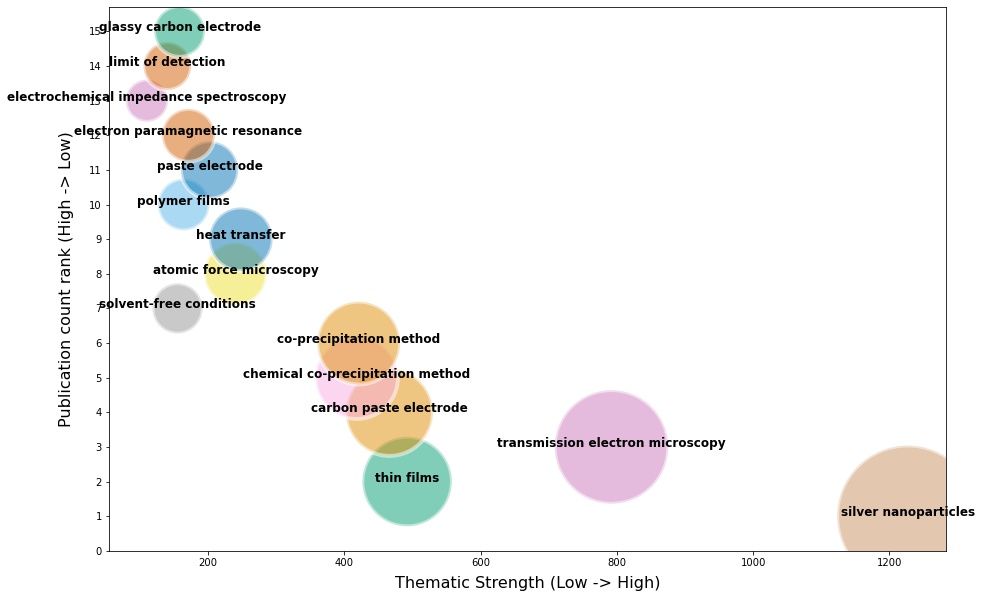 15
glassy carbon electrode
14
limit of detection
13
electrochemical impedance spectroscopy
12
electron paramagnetic resonance
11
paste electrode
10
polymer films
9
heat transfer
8
atomic force microscopy
7
solvent-free conditions
6
co-precipitation method
5
chemical co-precipitation method
4
carbon paste electrode
3
transmission electron microscopy
2
thin films
1
silver nanoparticles
0
Publication count rank (High -> Low)
200 400 600 800 1000 1200
Thematic Strength (Low -> High)